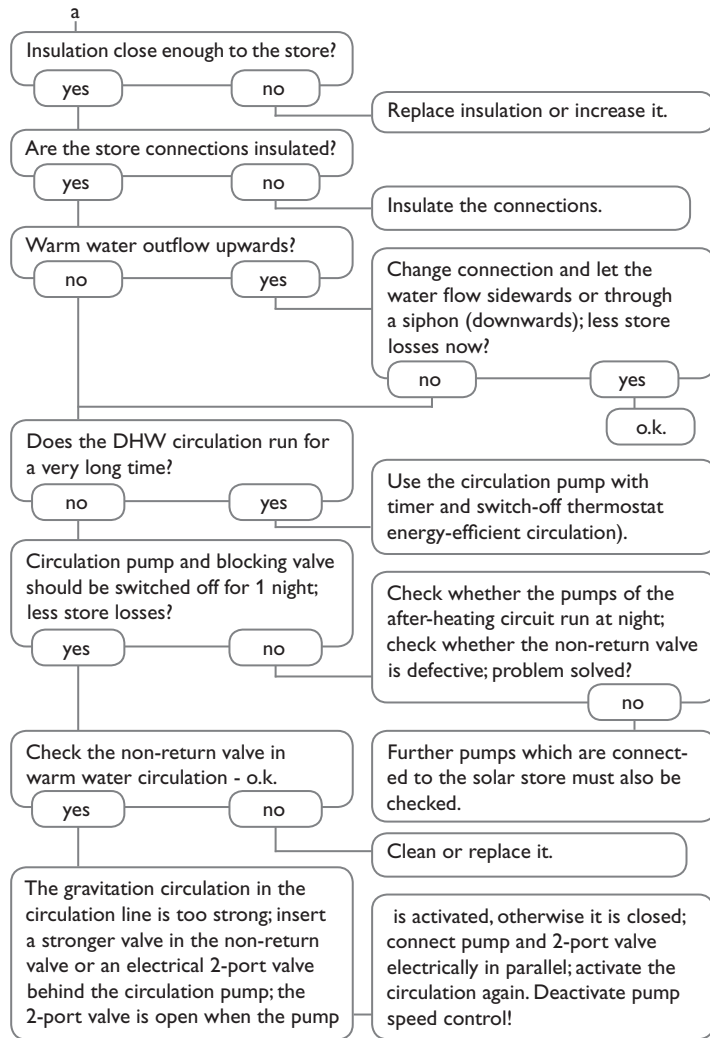 a
Insulation close enough to the store?
yes
no
Replace insulation or increase it.
Are the store connections insulated?
yes
no
Insulate the connections.
Warm water outflow upwards?
no
yes
Change connection and let the
water flow sidewards or through
a siphon (downwards); less store
losses now?
no
yes
o.k.
Does the DHW circulation run for
a very long time?
no
yes
Use the circulation pump with
timer and switch-off thermostat
energy-efficient circulation).
Circulation pump and blocking valve
should be switched off for 1 night;
less store losses?
yes
no
Check whether the pumps of the
after-heating circuit run at night;
check whether the non-return valve
is defective; problem solved?
no
Further pumps which are connect-
ed to the solar store must also be
checked.
Check the non-return valve in
warm water circulation - o.k.
yes
no
Clean or replace it.
The gravitation circulation in the
circulation line is too strong; insert
a stronger valve in the non-return
valve or an electrical 2-port valve
behind the circulation pump; the
2-port valve is open when the pump
is activated, otherwise it is closed;
connect pump and 2-port valve
electrically in parallel; activate the
circulation again. Deactivate pump
speed control!